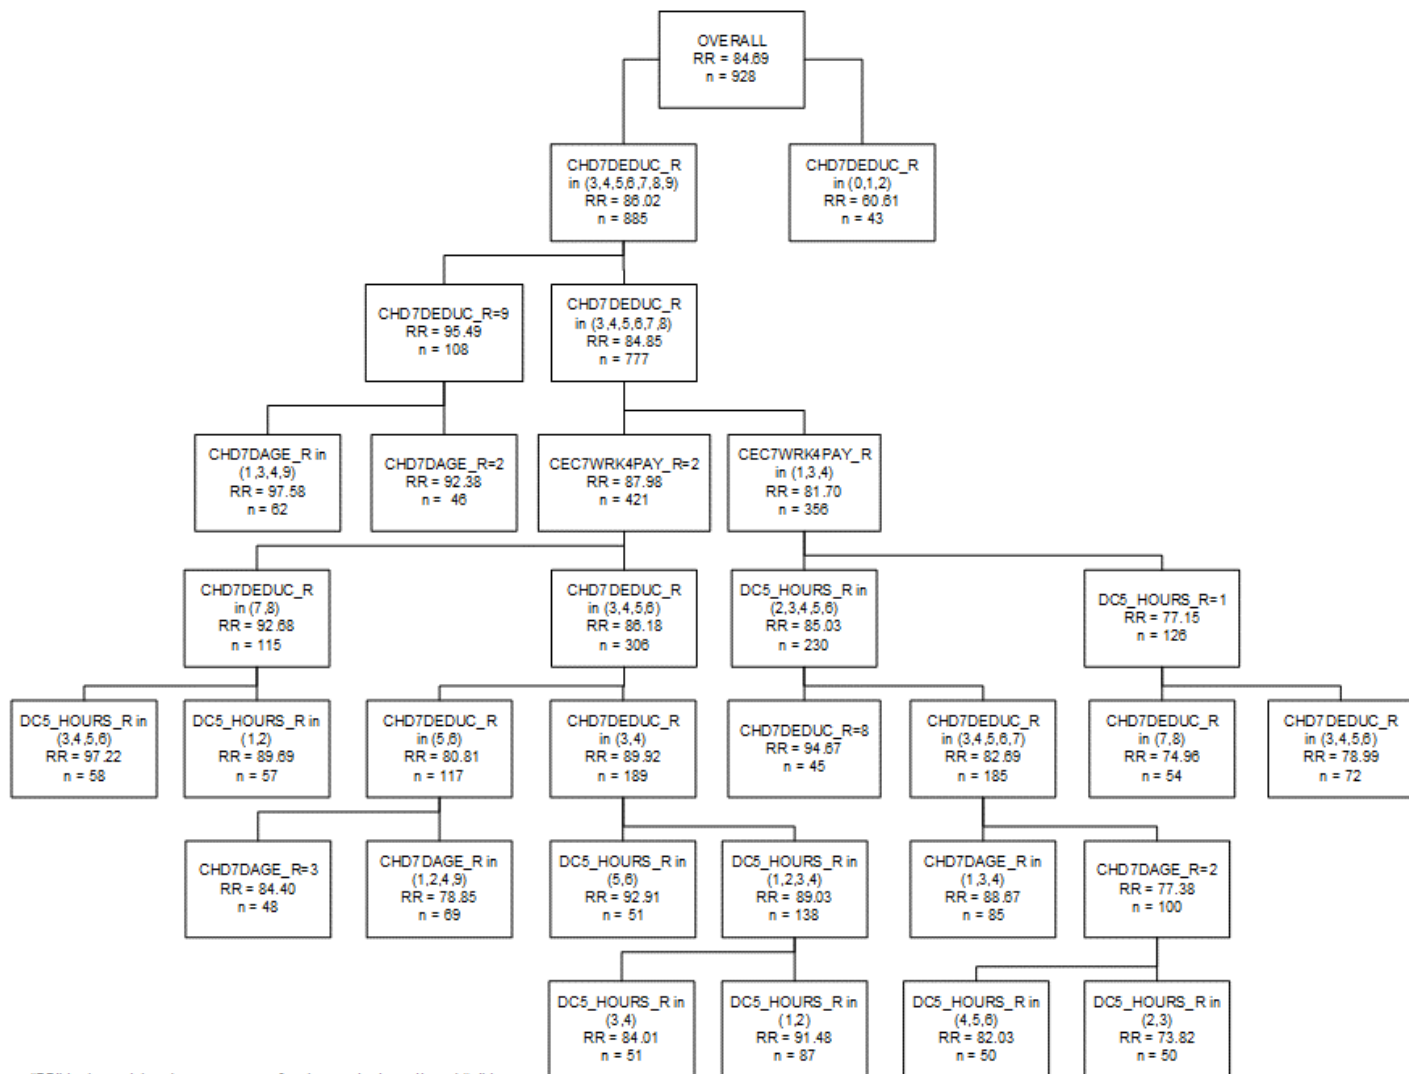 OVERALL
RR = 84.69
n = 928
CHD7DEDUC_R
in (3,4,5,6,7,8,9)
RR = 86.02
n = 885
CHD7DEDUC_R
in (0,1,2)
RR = 60.61
n = 43
CHD7DEDUC_R=9
RR = 95.49
n = 108
CHD7DEDUC_R
in (3,4,5,6,7,8)
RR = 84.85
n = 777
CHD7DAGE_R in
(1,3,4,9)
RR = 97.58
n = 62
CHD7DAGE_R=2
RR = 92.38
n = 46
CEC7WRK4PAY_R=2
RR = 87.98
n = 421
CEC7WRK4PAY_R
in (1,3,4)
RR = 81.70
n = 356
CHD7DEDUC_R
in (7,8)
RR = 92.68
n = 115
CHD7DEDUC_R
in (3,4,5,6)
RR = 86.18
n = 306
DC5_HOURS_R in
(2,3,4,5,6)
RR = 85.03
n = 230
DC5_HOURS_R=1
RR = 77.15
n = 126
DC5_HOURS_R in
(3,4,5,6)
RR = 97.22
n = 58
DC5_HOURS_R in
(1,2)
RR = 89.69
n = 57
CHD7DEDUC_R
in (5,6)
RR = 80.81
n = 117
CHD7DEDUC_R
in (3,4)
RR = 89.92
n = 189
CHD7DEDUC_R=8
RR = 94.67
n = 45
CHD7DEDUC_R
in (3,4,5,6,7)
RR = 82.69
n = 185
CHD7DEDUC_R
in (7,8)
RR = 74.96
n = 54
CHD7DEDUC_R
in (3,4,5,6)
RR = 78.99
n = 72
CHD7DAGE_R=3
RR = 84.40
n = 48
CHD7DAGE_R in
(1,2,4,9)
RR = 78.85
n = 69
DC5_HOURS_R in
(5,6)
RR = 92.91
n = 51
DC5_HOURS_R in
(1,2,3,4)
RR = 89.03
n = 138
CHD7DAGE_R in
(1,3,4)
RR = 88.67
n = 85
CHD7DAGE_R=2
RR = 77.38
n = 100
DC5_HOURS_R in
(3,4)
RR = 84.01
n = 51
DC5_HOURS_R in
(1,2)
RR = 91.48
n = 87
DC5_HOURS_R in
(4,5,6)
RR = 82.03
n = 50
DC5_HOURS_R in
(2,3)
RR = 73.82
n = 50